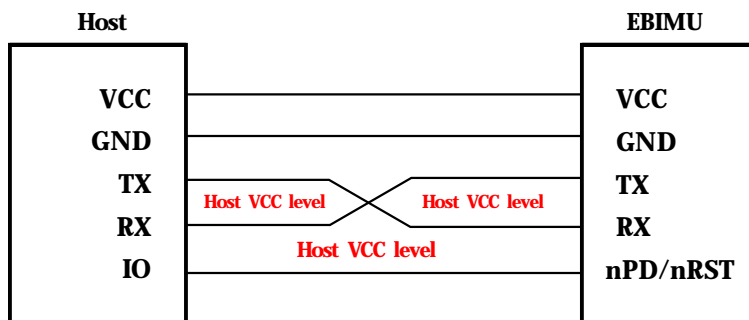 Host EBIMU
VCC VCC
GND GND
TX TX
Host VCC level Host VCC level
RX RX
Host VCC level
IO nPD/nRST